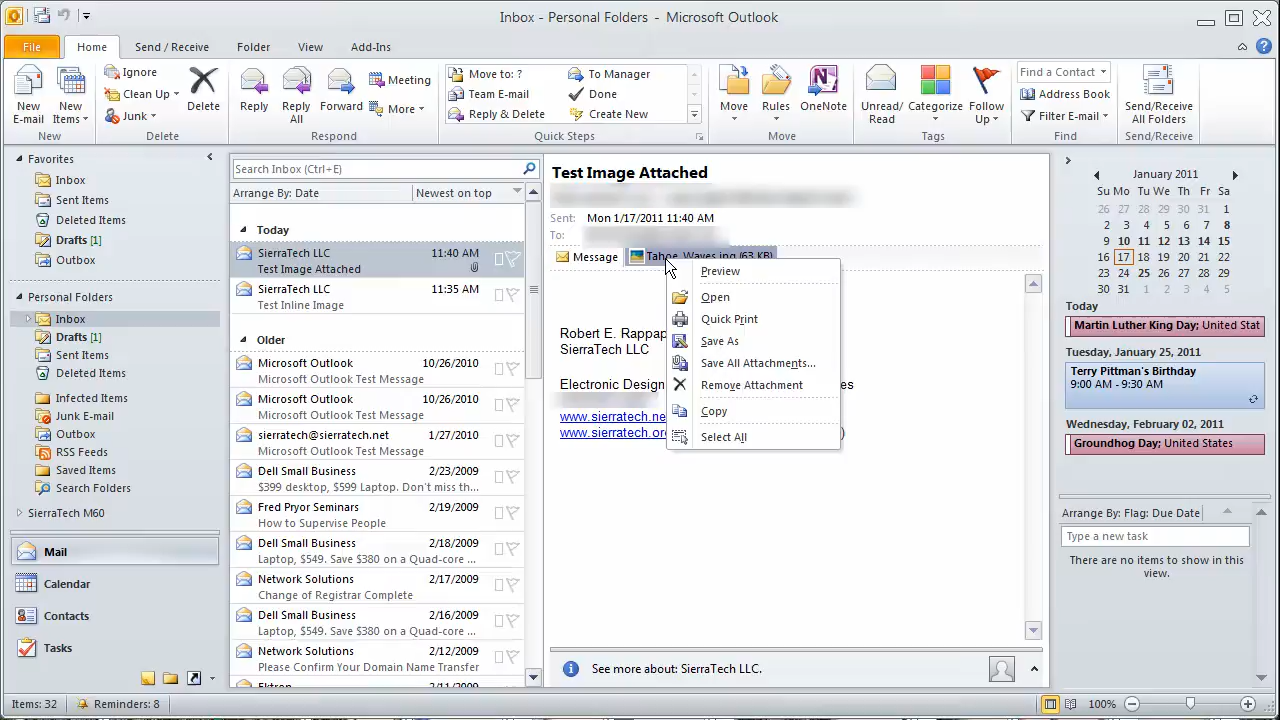 Inbox - Personal Folders - Microsoft Outlook
File Home Send / Receive Folder View Add-Ins
New E-mail
New Items
New
Ignore
Clean Up
Junk
Delete
Delete
Reply
Reply All
Forward
Meeting
More
Respond
Move to: ?
Team E-mail
Reply & Delete
To Manager
Done
Create New
Quick Steps
Move
Rules
OneNote
Move
Unread/ Read
Categorize
Follow Up
Tags
Find a Contact
Address Book
Filter E-mail
Find
Send/Receive All Folders
Send/Receive
Favorites
Inbox
Sent Items
Deleted Items
Drafts [1]
Outbox
Personal Folders
Inbox
Drafts [1]
Sent Items
Deleted Items
Infected Items
Junk E-mail
Outbox
RSS Feeds
Saved Items
Search Folders
SierraTech M60
Mail
Calendar
Contacts
Tasks
Search Inbox (Ctrl+E)
Arrange By: Date Newest on top
Today
SierraTech LLC 11:40 AM
Test Image Attached
SierraTech LLC 11:35 AM
Test Inline Image
Older
Microsoft Outlook 10/26/2010
Microsoft Outlook Test Message
Microsoft Outlook 10/26/2010
Microsoft Outlook Test Message
sierratech@sierratech.net 1/27/2010
Microsoft Outlook Test Message
Dell Small Business 2/23/2009
$399 desktop, $599 Laptop. Don't miss th...
Fred Pryor Seminars 2/19/2009
How to Supervise People
Dell Small Business 2/18/2009
Laptop, $549. Save $380 on a Quad-core ...
Network Solutions 2/17/2009
Change of Registrar Complete
Dell Small Business 2/16/2009
Laptop, $549. Save $380 on a Quad-core ...
Network Solutions 2/12/2009
Please Confirm Your Domain Name Transfer
Ektron 2/11/2009
Test Image Attached
Sent: Mon 1/17/2011 11:40 AM
To:
Message Tahoe_Waves.jpg (63 KB)
Robert E. Rappap
SierraTech LLC
Electronic Design es
www.sierratech.ne
www.sierratech.or )
Preview
Open
Quick Print
Save As
Save All Attachments...
Remove Attachment
Copy
Select All
See more about: SierraTech LLC.
January 2011
Su Mo Tu We Th Fr Sa
26 27 28 29 30 31 1
2 3 4 5 6 7 8
9 10 11 12 13 14 15
16 17 18 19 20 21 22
23 24 25 26 27 28 29
30 31 1 2 3 4 5
Today
Martin Luther King Day; United Stat
Tuesday, January 25, 2011
Terry Pittman's Birthday
9:00 AM - 9:30 AM
Wednesday, February 02, 2011
Groundhog Day; United States
Arrange By: Flag: Due Date
Type a new task
There are no items to show in this
view.
Items: 32 Reminders: 8 100%